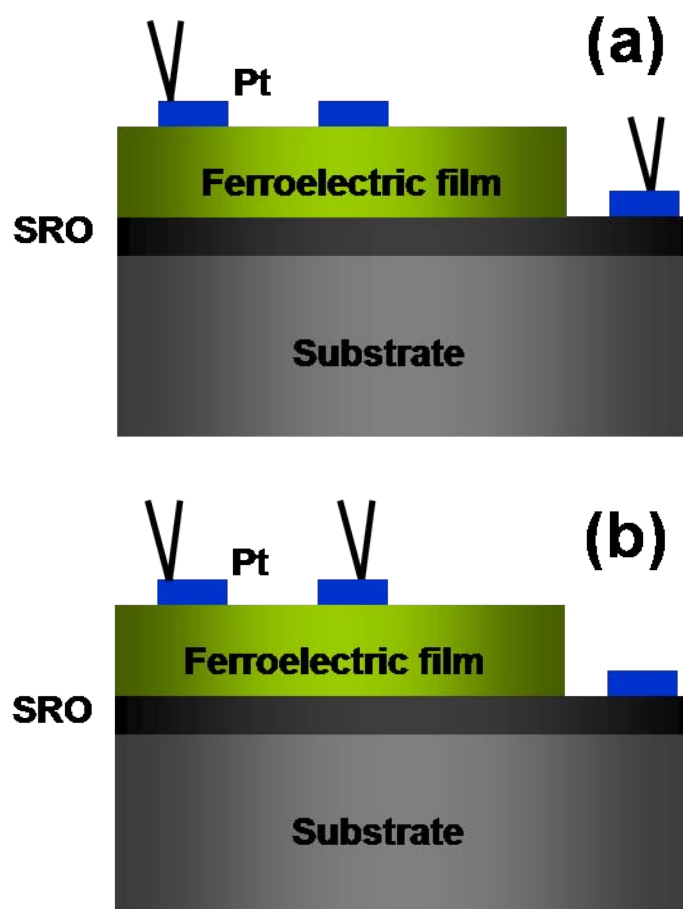 (a)
Pt
Ferroelectric film
SRO
Substrate
(b)
Pt
Ferroelectric film
SRO
Substrate